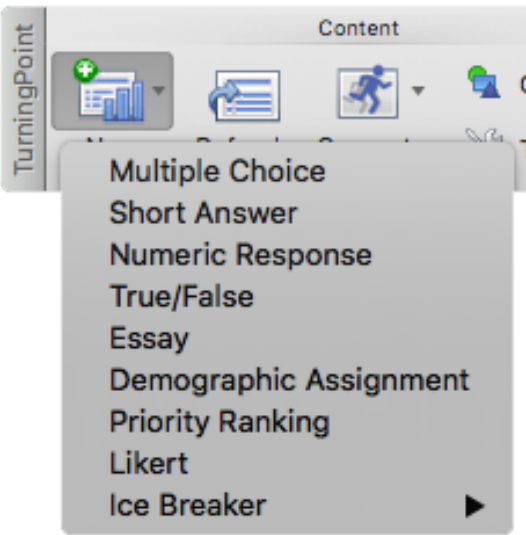 TurningPoint
Content
Multiple Choice
Short Answer
Numeric Response
True/False
Essay
Demographic Assignment
Priority Ranking
Likert
Ice Breaker